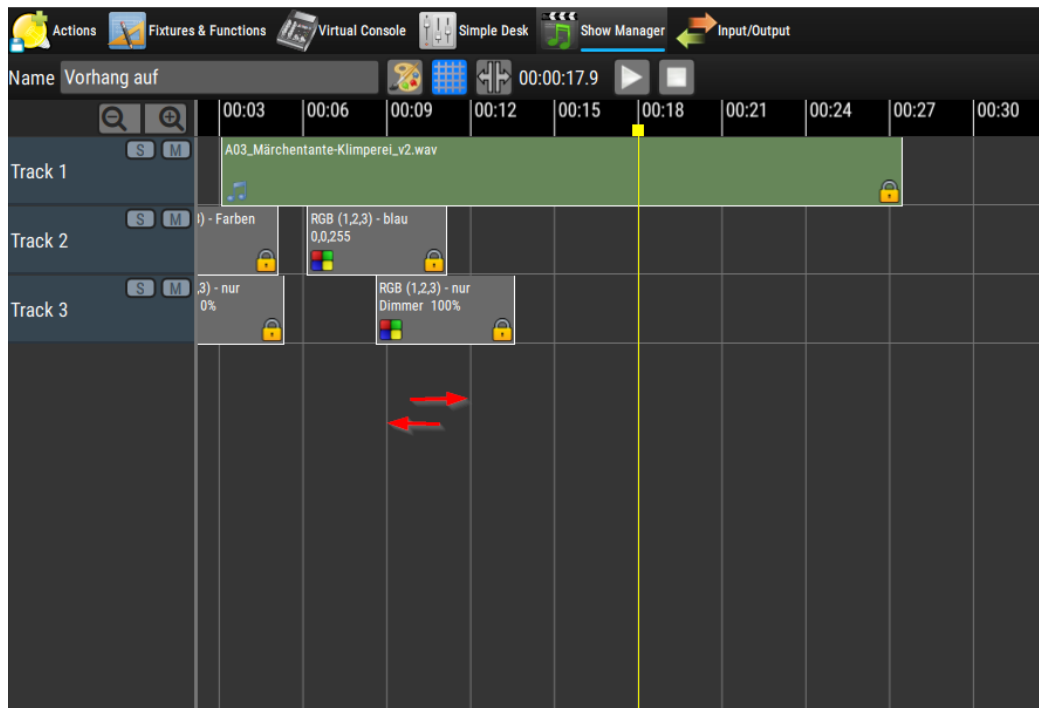 Actions Fixtures & Functions Virtual Console Simple Desk Show Manager Input/Output
Name Vorhang auf 00:00:17.9
00:03 00:06 00:09 00:12 00:15 00:18 00:21 00:24 00:27 00:30
S M
Track 1
A03_Märchentante-Klimperei_v2.wav
S M
Track 2
) - Farben
RGB (1,2,3) - blau
0,0,255
S M
Track 3
,3) - nur
0%
RGB (1,2,3) - nur
Dimmer 100%